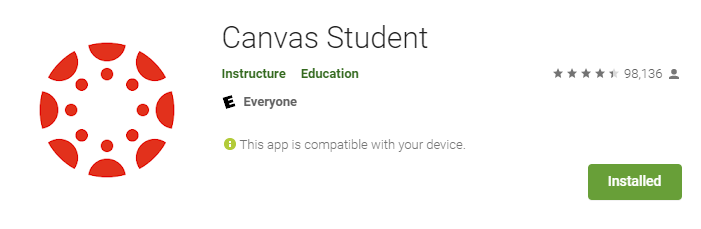 Canvas Student
Instructure Education 98,136
Everyone
This app is compatible with your device.
Installed